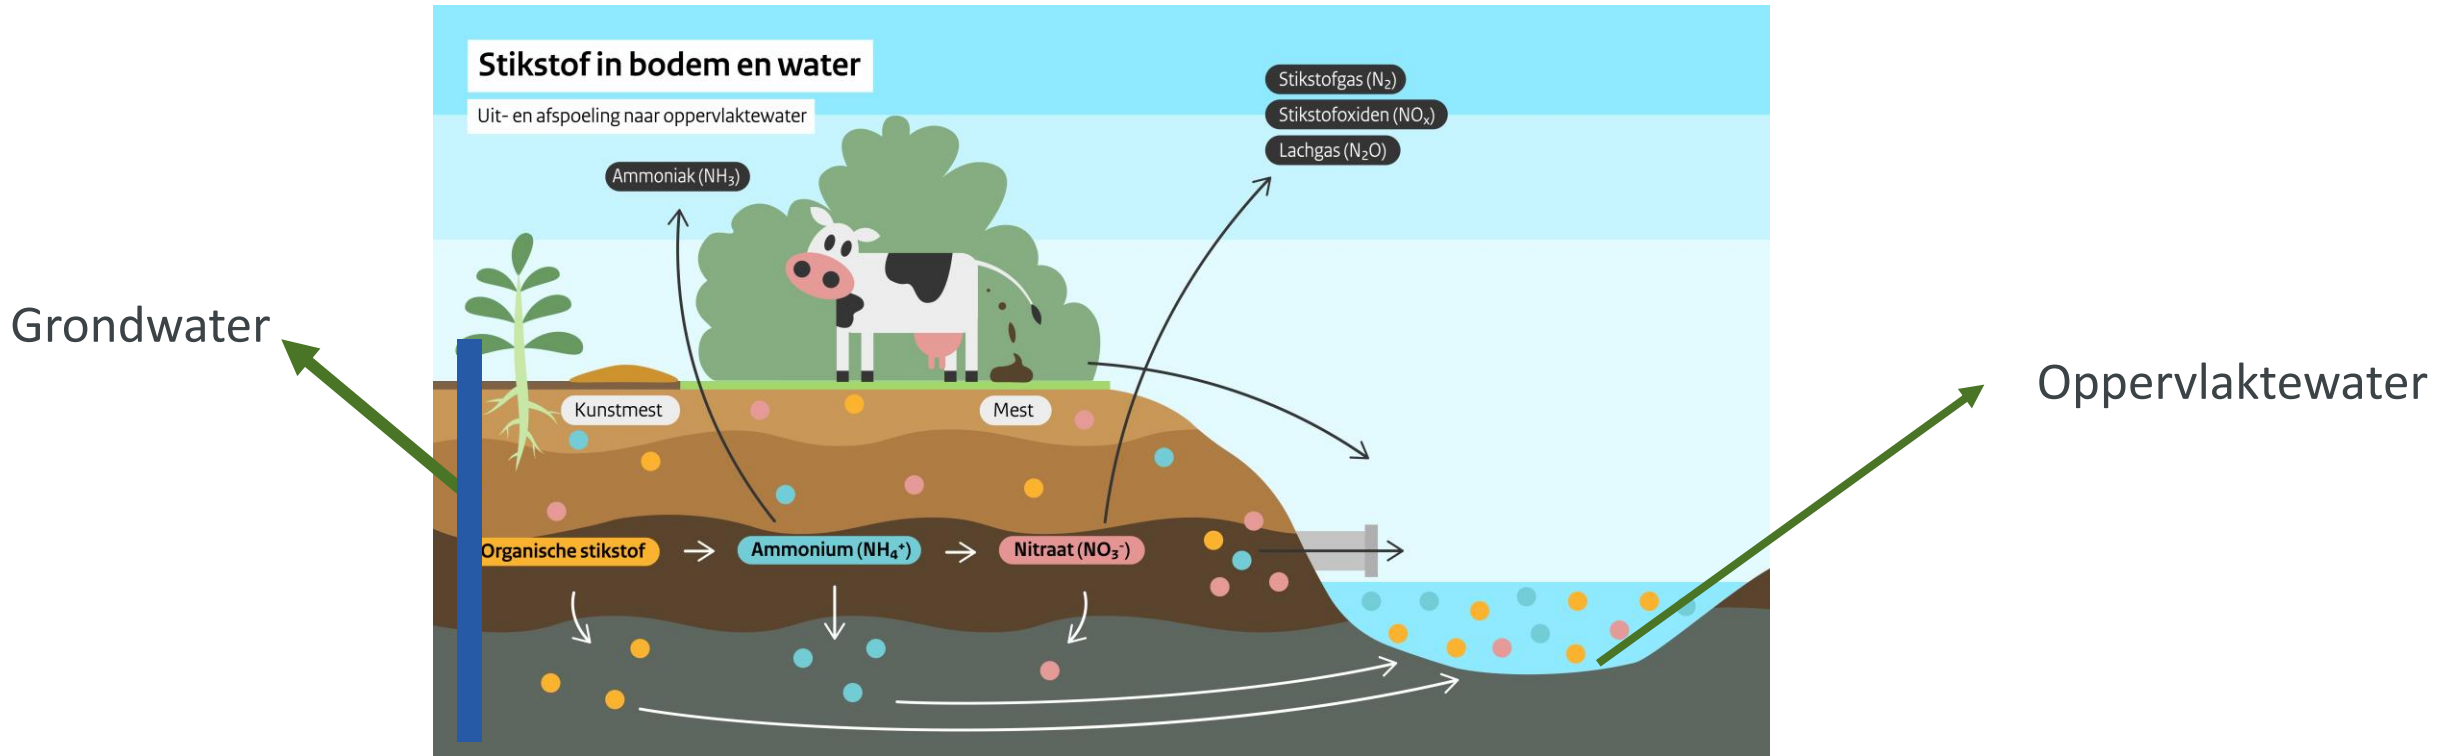 Stikstof in bodem en water
Uit- en afspoeling naar oppervlaktewater
Stikstofgas (N₂)
Stikstofoxiden (NOₓ)
Lachgas (N₂O)
Ammoniak (NH₃)
Grondwater
Oppervlaktewater
Kunstmest
Mest
Organische stikstof
Ammonium (NH₄⁺)
Nitraat (NO₃⁻)